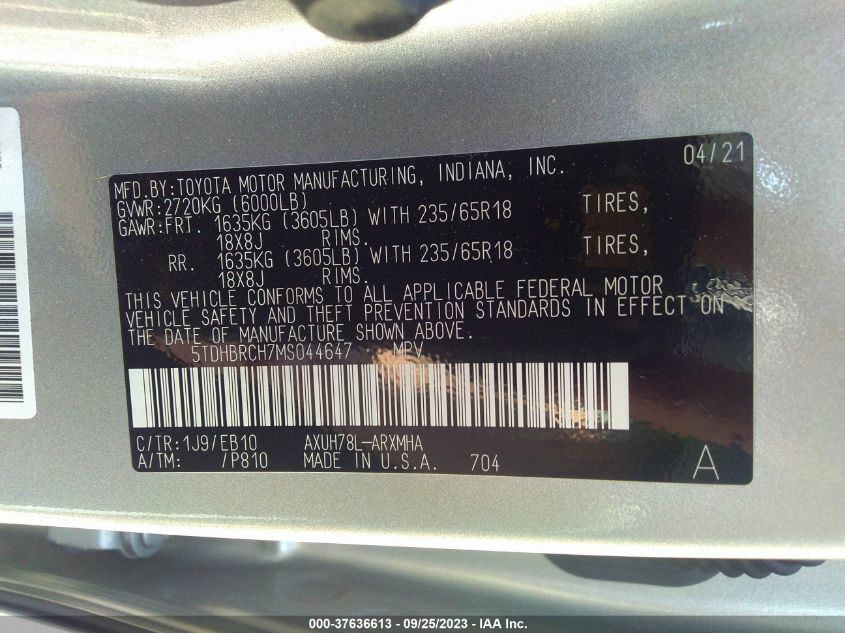 04/21
MFD.BY:TOYOTA MOTOR MANUFACTURING, INDIANA, INC.
GVWR:2720KG (6000LB)
GAWR:FRT. 1635KG (3605LB) WITH 235/65R18 TIRES,
18X8J RIMS.
RR. 1635KG (3605LB) WITH 235/65R18 TIRES,
18X8J RIMS.
THIS VEHICLE CONFORMS TO ALL APPLICABLE FEDERAL MOTOR
VEHICLE SAFETY AND THEFT PREVENTION STANDARDS IN EFFECT ON
THE DATE OF MANUFACTURE SHOWN ABOVE.
5TDHBRCH7MS044647 MPV
C/TR:1J9/EB10 AXUH78L-ARXMHA
A/TM: /P810 MADE IN U.S.A. 704
A
000-37636613 - 09/25/2023 - IAA Inc.